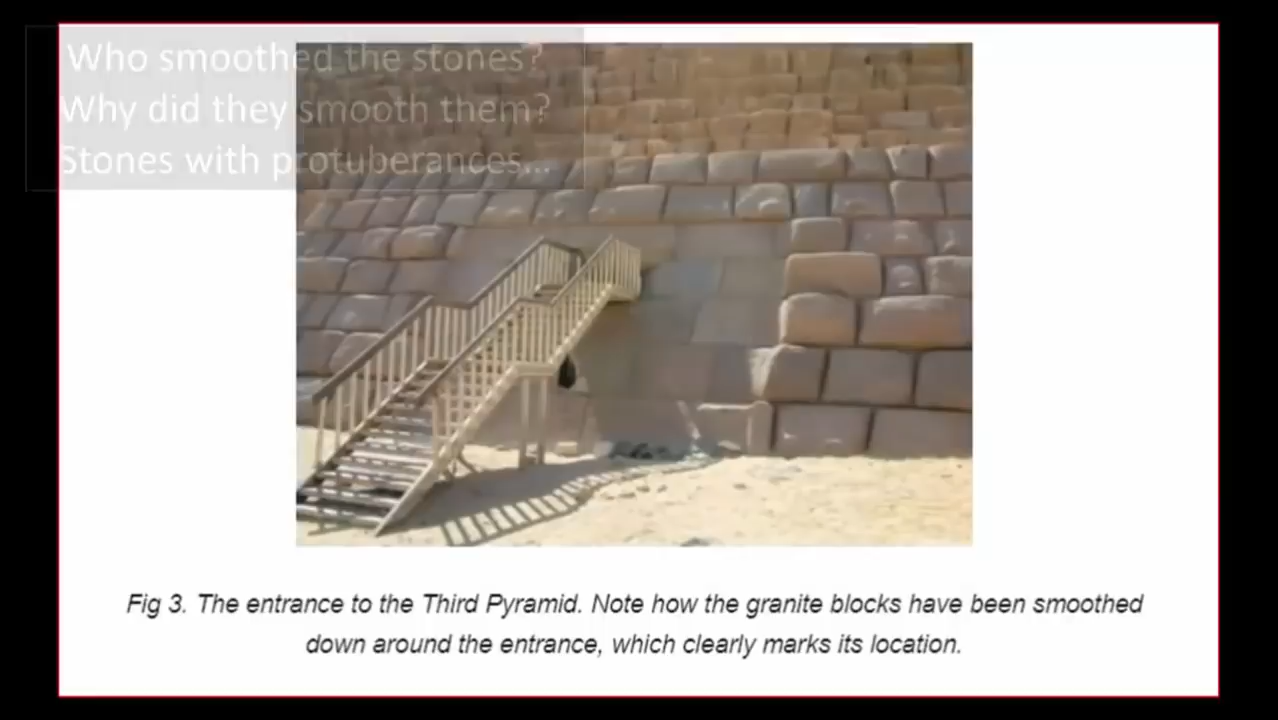 Who smoothed the stones?
Why did they smooth them?
Stones with protuberances...
Fig 3. The entrance to the Third Pyramid. Note how the granite blocks have been smoothed
down around the entrance, which clearly marks its location.